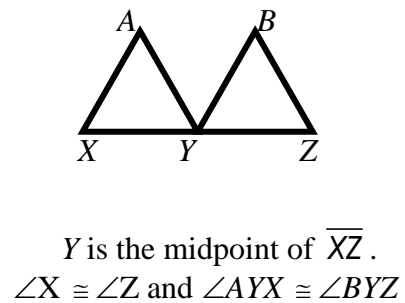 A B
X Y Z
Y is the midpoint of XZ.
∠X ≅ ∠Z and ∠AYX ≅ ∠BYZ